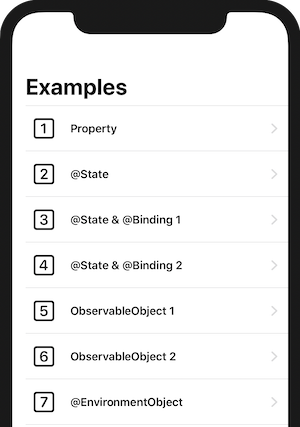 Examples
1 Property
2 @State
3 @State & @Binding 1
4 @State & @Binding 2
5 ObservableObject 1
6 ObservableObject 2
7 @EnvironmentObject